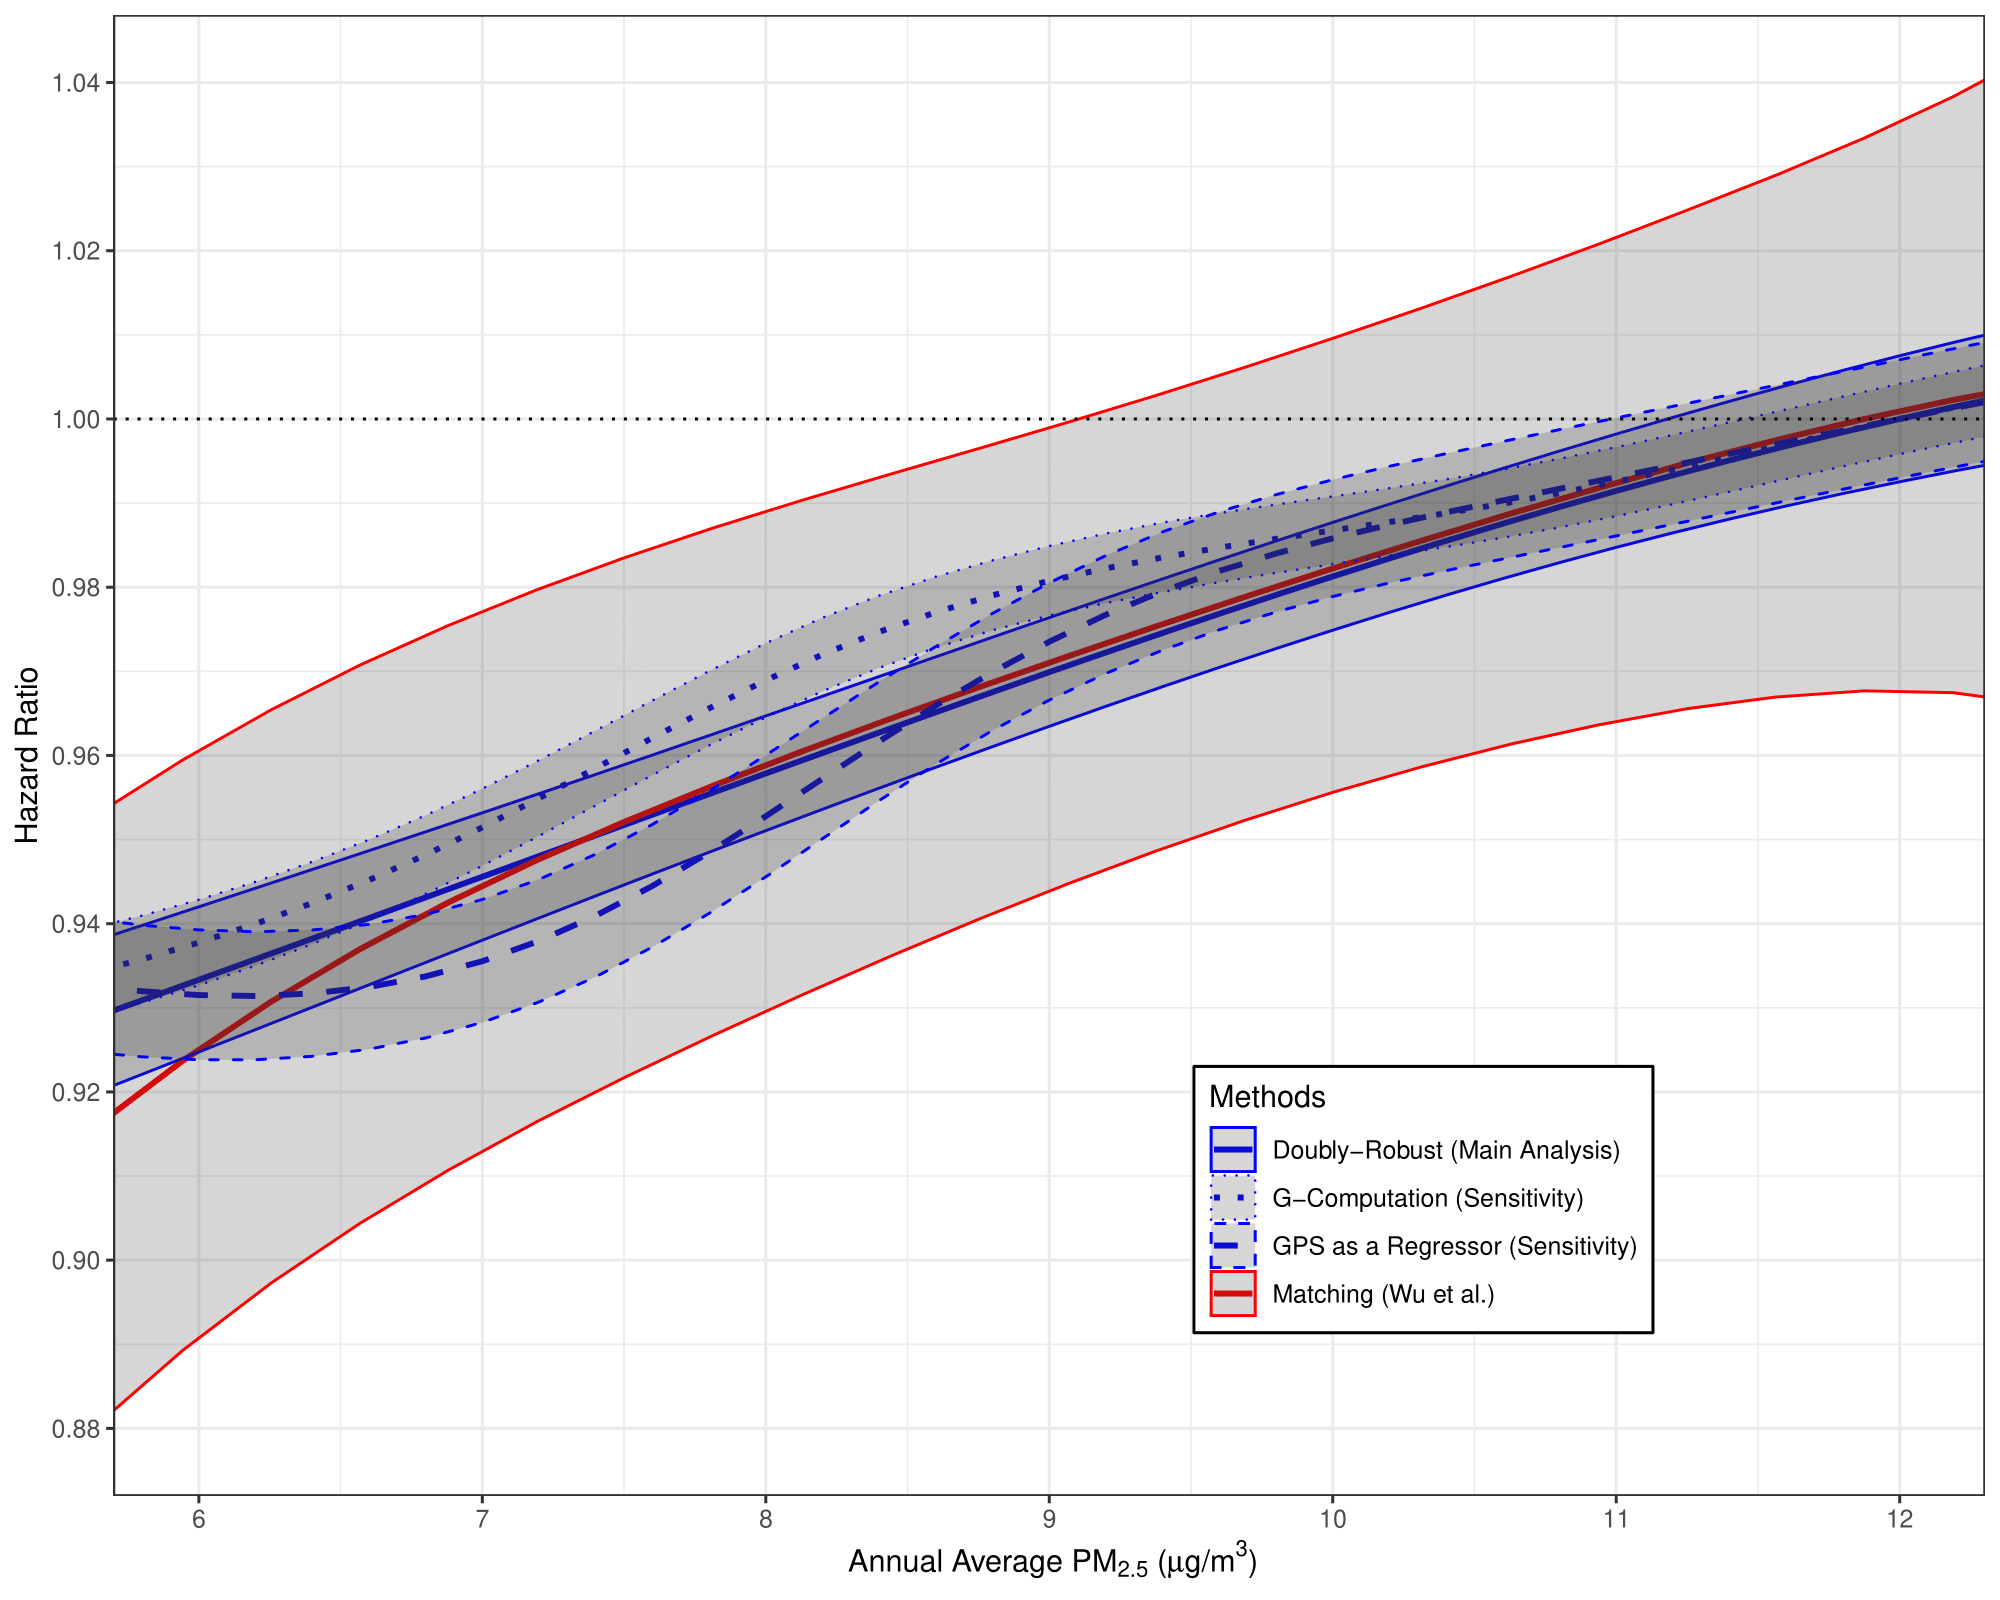 1.04
1.02
1.00
0.98
0.96
0.94
0.92
0.90
0.88
Hazard Ratio
Methods
Doubly−Robust (Main Analysis)
G−Computation (Sensitivity)
GPS as a Regressor (Sensitivity)
Matching (Wu et al.)
6 7 8 9 10 11 12
Annual Average PM2.5 (μg/m3)